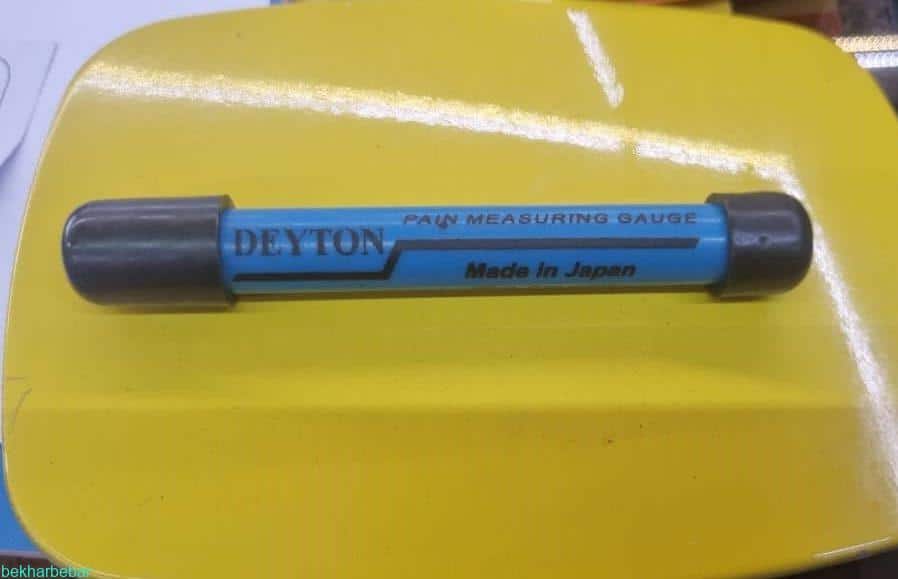 DEYTON
PAIN MEASURING GAUGE
Made in Japan
bekharbebar